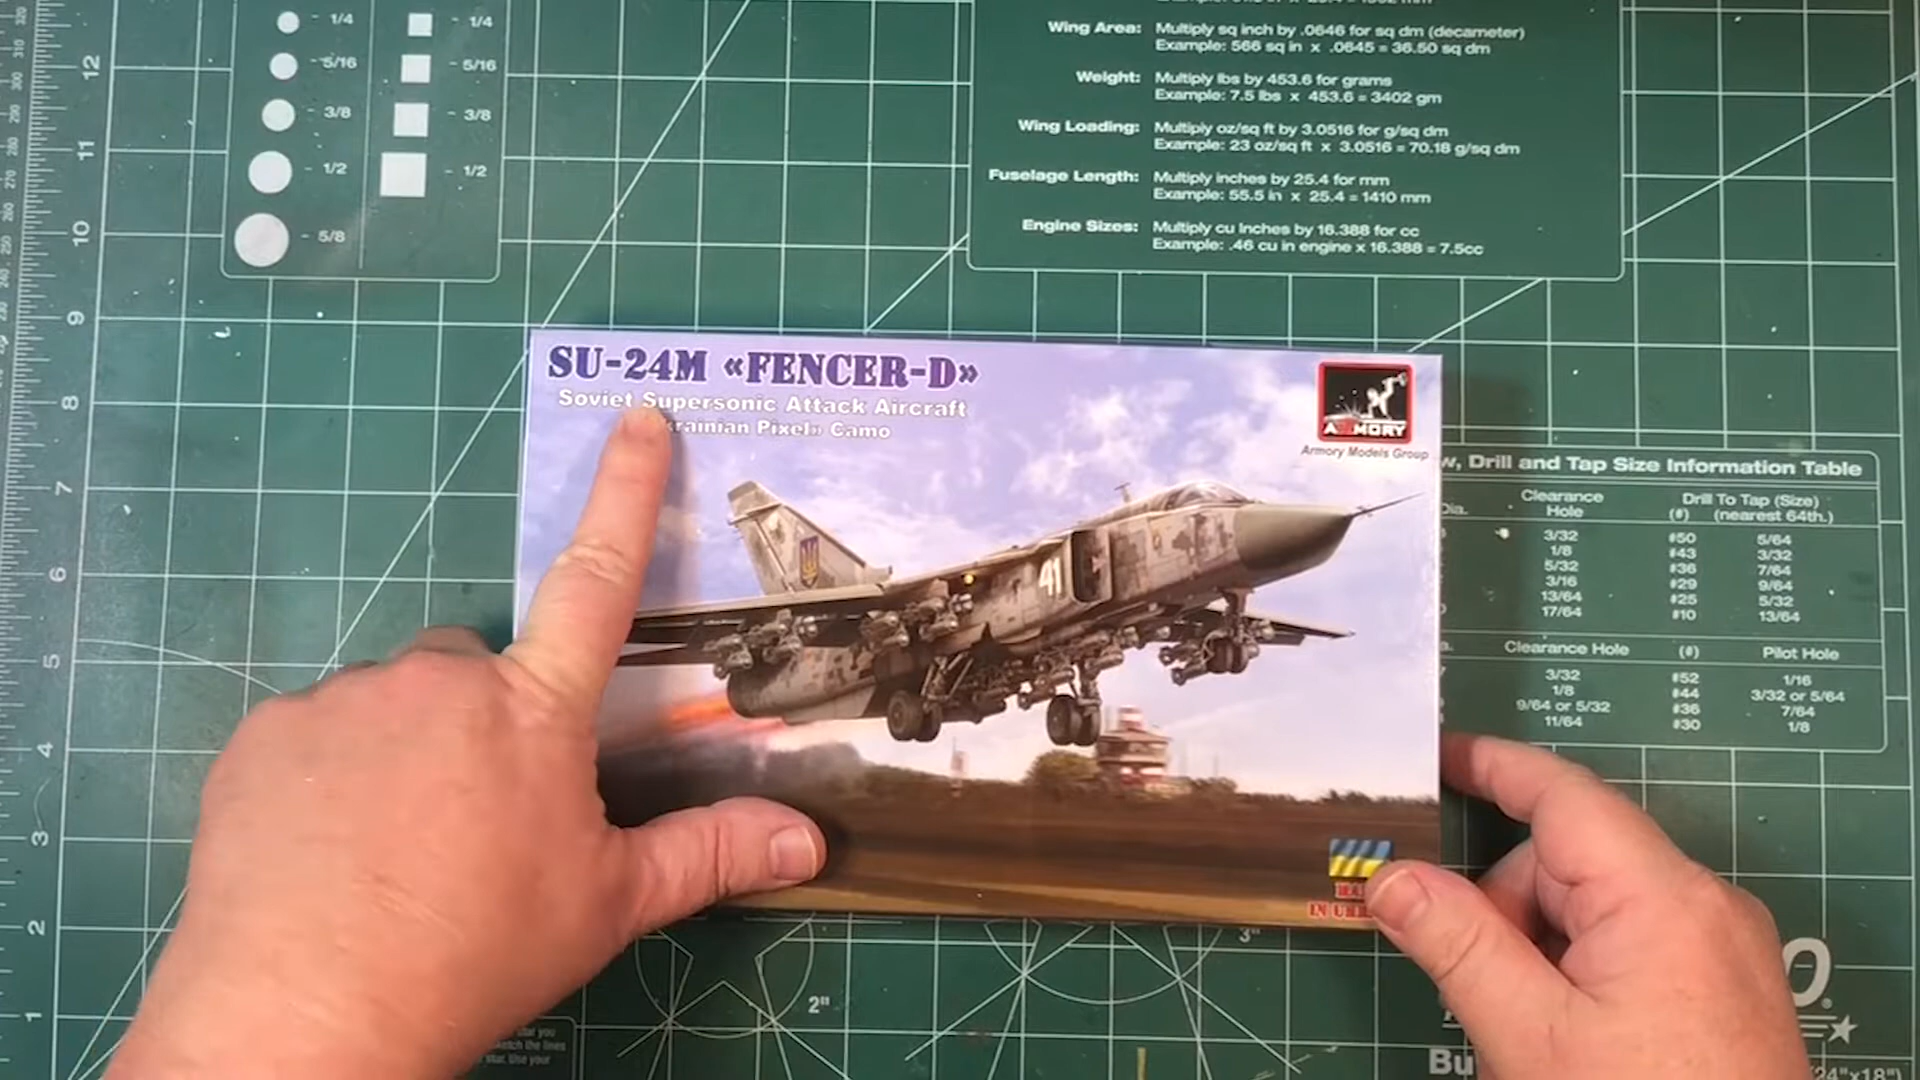 - 1/4
- 5/16
- 3/8
- 1/2
- 5/8
- 1/4
- 5/16
- 3/8
- 1/2
Wing Area: Multiply sq inch by .0646 for sq dm (decameter)
Example: 566 sq in x .0645 = 36.50 sq dm
Weight: Multiply lbs by 453.6 for grams
Example: 7.5 lbs x 453.6 = 3402 gm
Wing Loading: Multiply oz/sq ft by 3.0516 for g/sq dm
Example: 23 oz/sq ft x 3.0516 = 70.18 g/sq dm
Fuselage Length: Multiply inches by 25.4 for mm
Example: 55.5 in x 25.4 = 1410 mm
Engine Sizes: Multiply cu inches by 16.388 for cc
Example: .46 cu in engine x 16.388 = 7.5cc
12
11
10
9
8
7
6
5
4
3
2
1
SU-24M «FENCER-D»
Soviet Supersonic Attack Aircraft
Pixel» Camo
ARMORY
Armory Models Group
41
IN
Drill and Tap Size Information Table
Clearance Hole
Drill To Tap (Size)
(#) (nearest 64th.)
3/32 #50 5/64
1/8 #43 3/32
5/32 #36 7/64
3/16 #29 9/64
13/64 #25 5/32
17/64 #10 13/64
Clearance Hole (#) Pilot Hole
3/32 #52 1/16
1/8 #44 3/32 or 5/64
9/64 or 5/32 #36 7/64
11/64 #30 1/8
3"
2"
the lines
Use your
(24"x18")